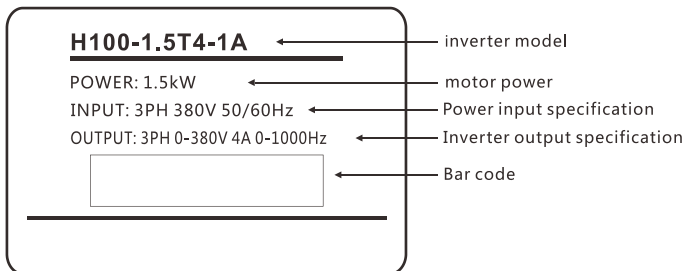 H100-1.5T4-1A
inverter model
POWER: 1.5kW
motor power
INPUT: 3PH 380V 50/60Hz
Power input specification
OUTPUT: 3PH 0-380V 4A 0-1000Hz
Inverter output specification
Bar code